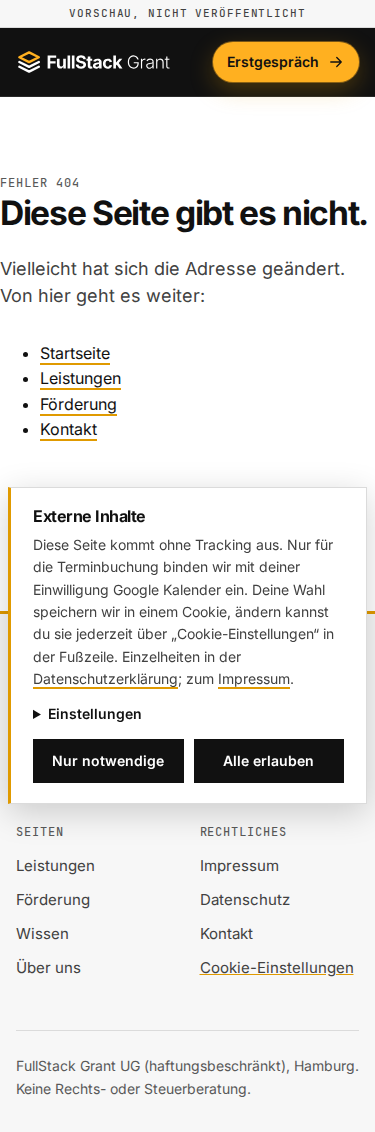 VORSCHAU, NICHT VERÖFFENTLICHT
FullStack Grant
Erstgespräch →
FEHLER 404
Diese Seite gibt es nicht.
Vielleicht hat sich die Adresse geändert.
Von hier geht es weiter:
Startseite
Leistungen
Förderung
Kontakt
Externe Inhalte
Diese Seite kommt ohne Tracking aus. Nur für
die Terminbuchung binden wir mit deiner
Einwilligung Google Kalender ein. Deine Wahl
speichern wir in einem Cookie, ändern kannst
du sie jederzeit über „Cookie-Einstellungen“ in
der Fußzeile. Einzelheiten in der
Datenschutzerklärung; zum Impressum.
Einstellungen
Nur notwendige
Alle erlauben
SEITEN
Leistungen
Förderung
Wissen
Über uns
RECHTLICHES
Impressum
Datenschutz
Kontakt
Cookie-Einstellungen
FullStack Grant UG (haftungsbeschränkt), Hamburg.
Keine Rechts- oder Steuerberatung.